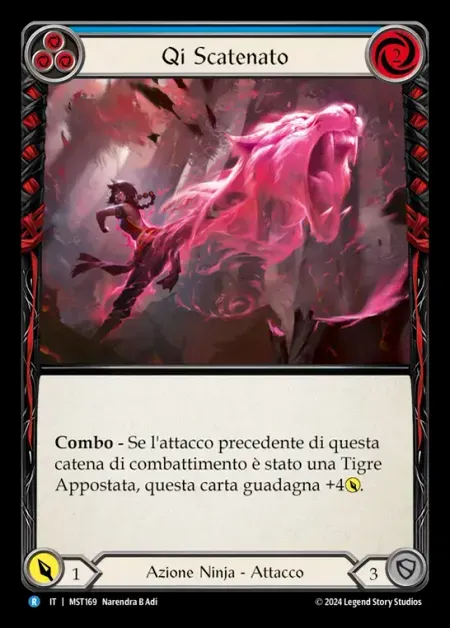 Qi Scatenato
2
Combo - Se l'attacco precedente di questa
catena di combattimento è stato una Tigre
Appostata, questa carta guadagna +4.
1
Azione Ninja - Attacco
3
R IT | MST169 Narendra B Adi
© 2024 Legend Story Studios